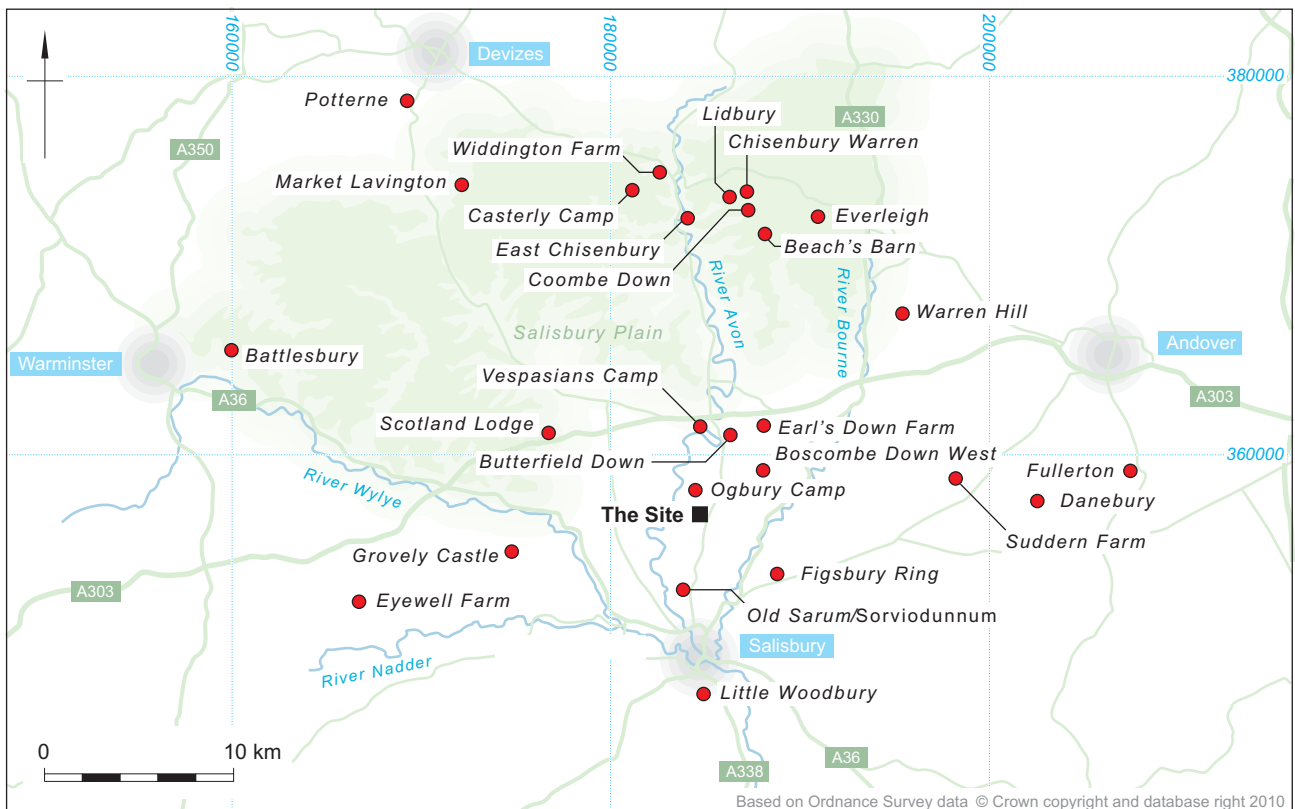 160000
180000
200000
380000
Devizes
Potterne
A350
Lidbury
A330
Chisenbury Warren
Widdington Farm
Market Lavington
Casterly Camp
Everleigh
East Chisenbury
Beach's Barn
Coombe Down
River Avon
River Bourne
Salisbury Plain
Warren Hill
Warminster
Battlesbury
Andover
Vespasians Camp
A36
A303
Scotland Lodge
Earl's Down Farm
Butterfield Down
Boscombe Down West
360000
Fullerton
River Wylye
Ogbury Camp
Danebury
The Site
Suddern Farm
Grovely Castle
Figsbury Ring
A303
Eyewell Farm
Old Sarum/Sorviodunnum
Salisbury
River Nadder
Little Woodbury
0 10 km
A36
A338
Based on Ordnance Survey data © Crown copyright and database right 2010